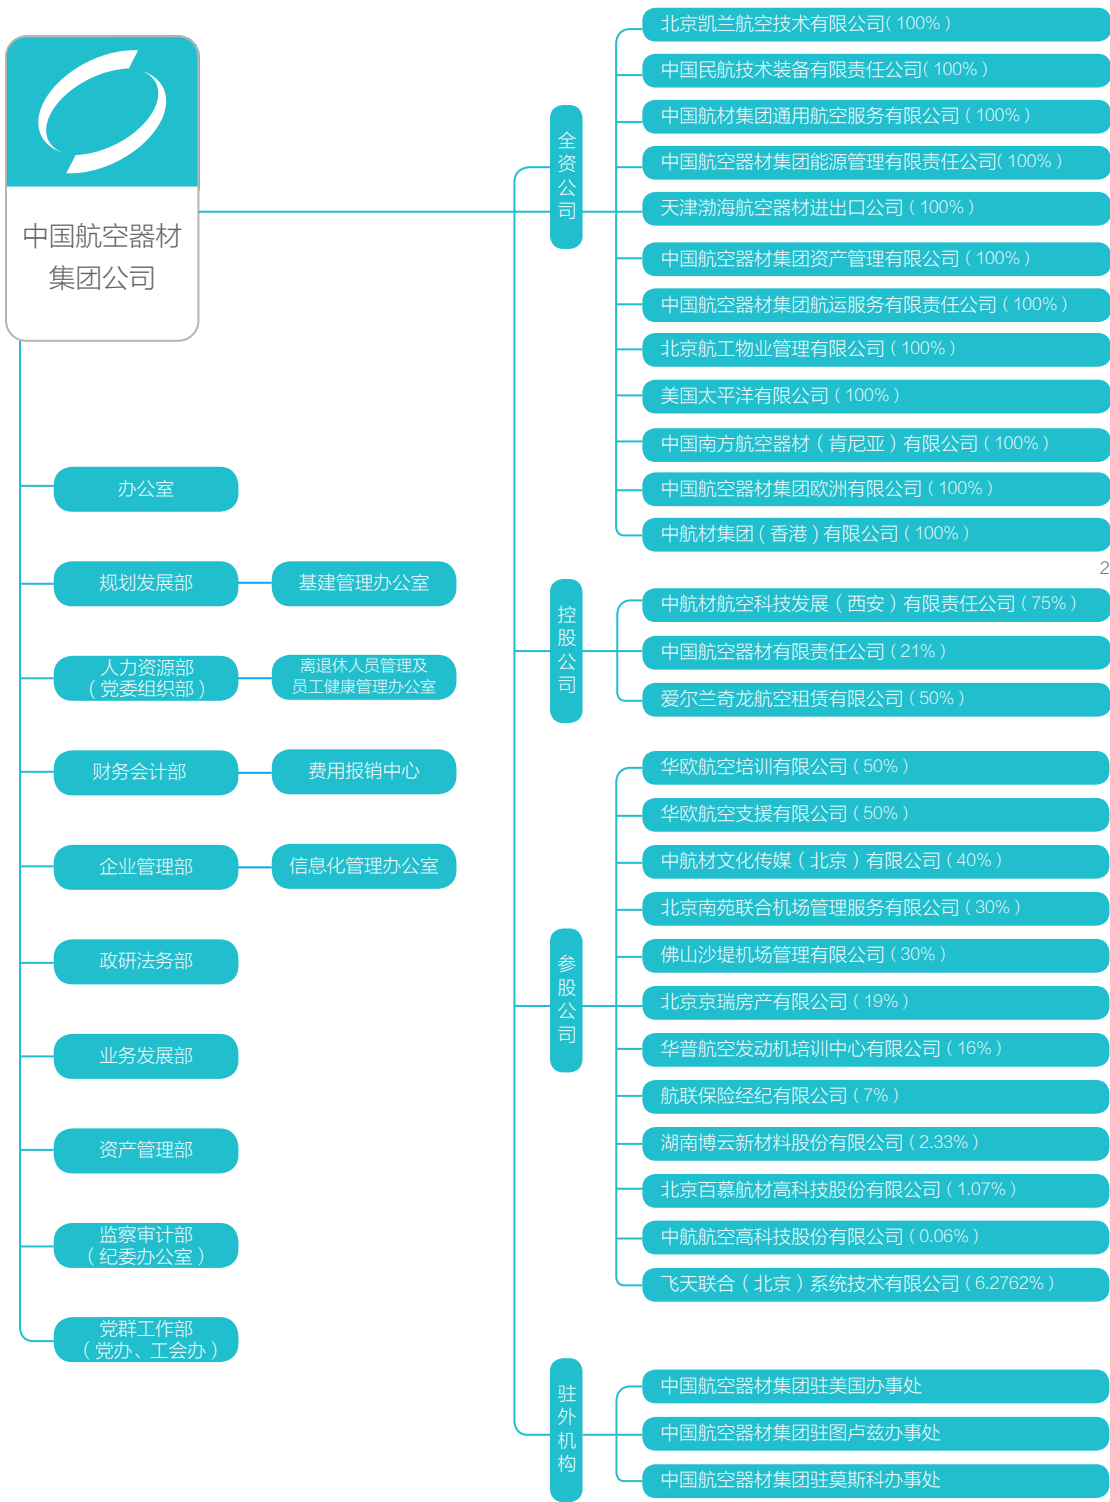 中国航空器材
集团公司
办公室
规划发展部
基建管理办公室
人力资源部
（党委组织部）
离退休人员管理及
员工健康管理办公室
财务会计部
费用报销中心
企业管理部
信息化管理办公室
政研法务部
业务发展部
资产管理部
监察审计部
（纪委办公室）
党群工作部
（党办、工会办）
全资公司
北京凯兰航空技术有限公司（100%）
中国民航技术装备有限责任公司（100%）
中国航材集团通用航空服务有限公司（100%）
中国航空器材集团能源管理有限责任公司（100%）
天津渤海航空器材进出口公司（100%）
中国航空器材集团资产管理有限公司（100%）
中国航空器材集团航运服务有限责任公司（100%）
北京航工物业管理有限公司（100%）
美国太平洋有限公司（100%）
中国南方航空器材（肯尼亚）有限公司（100%）
中国航空器材集团欧洲有限公司（100%）
中航材集团（香港）有限公司（100%）
2
控股公司
中航材航空科技发展（西安）有限责任公司（75%）
中国航空器材有限责任公司（21%）
爱尔兰奇龙航空租赁有限公司（50%）
参股公司
华欧航空培训有限公司（50%）
华欧航空支援有限公司（50%）
中航材文化传媒（北京）有限公司（40%）
北京南苑联合机场管理服务有限公司（30%）
佛山沙堤机场管理有限公司（30%）
北京京瑞房产有限公司（19%）
华普航空发动机培训中心有限公司（16%）
航联保险经纪有限公司（7%）
湖南博云新材料股份有限公司（2.33%）
北京百慕航材高科技股份有限公司（1.07%）
中航航空高科技股份有限公司（0.06%）
飞天联合（北京）系统技术有限公司（6.2762%）
驻外机构
中国航空器材集团驻美国办事处
中国航空器材集团驻图卢兹办事处
中国航空器材集团驻莫斯科办事处